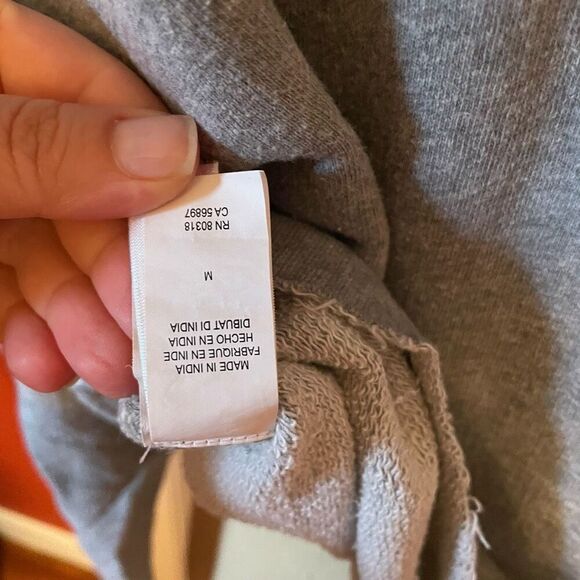 MADE IN INDIA
FABRIQUE EN INDE
HECHO EN INDIA
DIBUAT DI INDIA
M
RN 80318
CA 56897